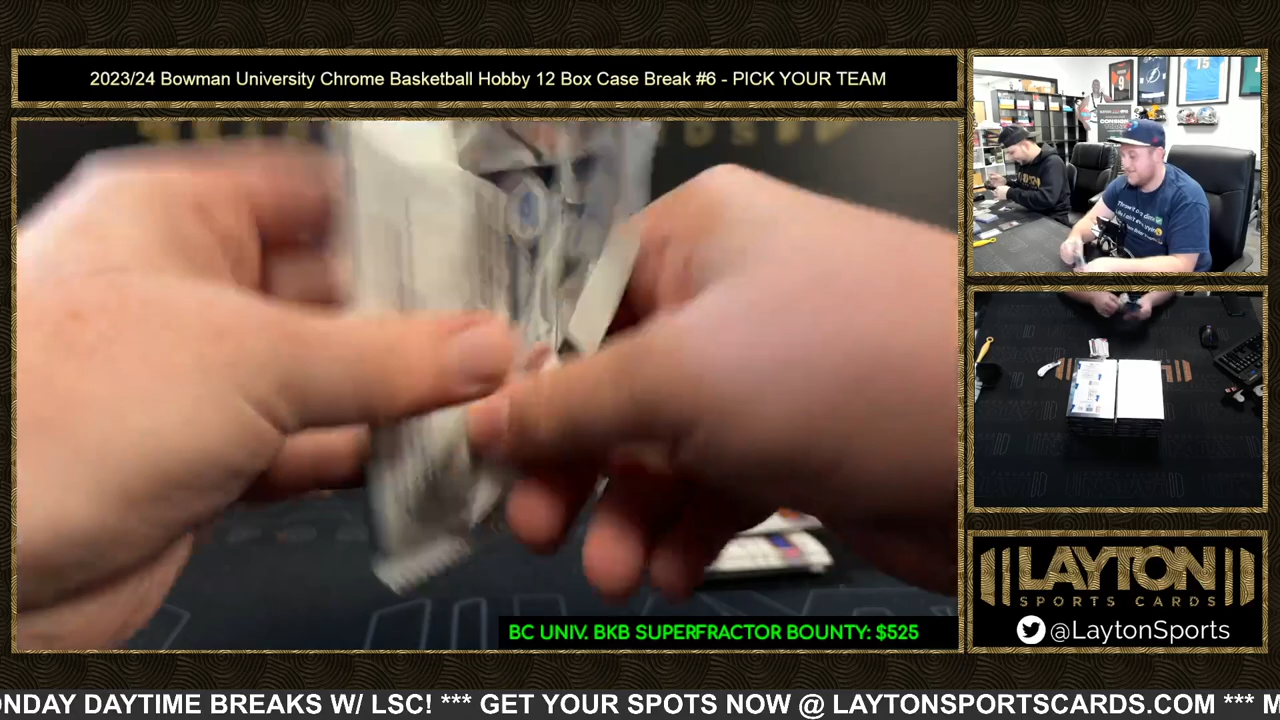 2023/24 Bowman University Chrome Basketball Hobby 12 Box Case Break #6 - PICK YOUR TEAM
BC UNIV. BKB SUPERFRACTOR BOUNTY: $525
LAYTON
SPORTS CARDS
@LaytonSports
ONDAY DAYTIME BREAKS W/ LSC! *** GET YOUR SPOTS NOW @ LAYTONSPORTSCARDS.COM *** M